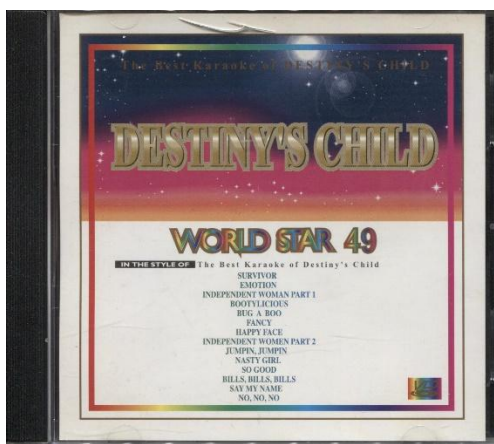 The Best Karaoke of DESTINY'S CHILD
DESTINY'S CHILD
WORLD STAR 49
IN THE STYLE OF The Best Karaoke of Destiny's Child
SURVIVOR
EMOTION
INDEPENDENT WOMAN PART 1
BOOTYLICIOUS
BUG A BOO
FANCY
HAPPY FACE
INDEPENDENT WOMEN PART 2
JUMPIN, JUMPIN
NASTY GIRL
SO GOOD
BILLS, BILLS, BILLS
SAY MY NAME
NO, NO, NO